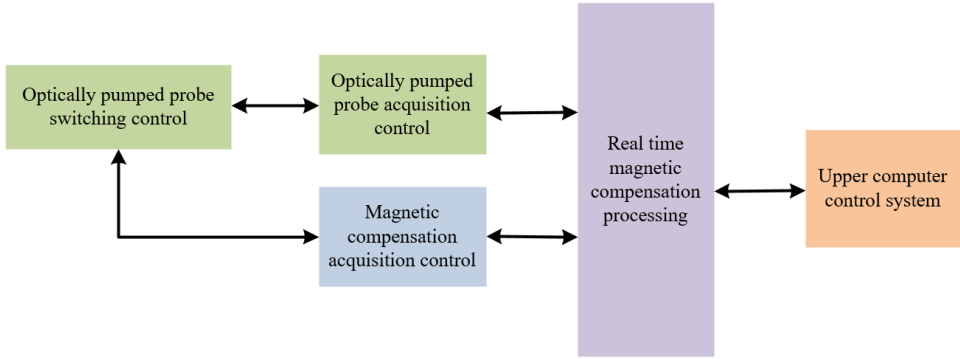 Optically pumped probe
switching control
Optically pumped
probe acquisition
control
Magnetic
compensation
acquisition control
Real time
magnetic
compensation
processing
Upper computer
control system